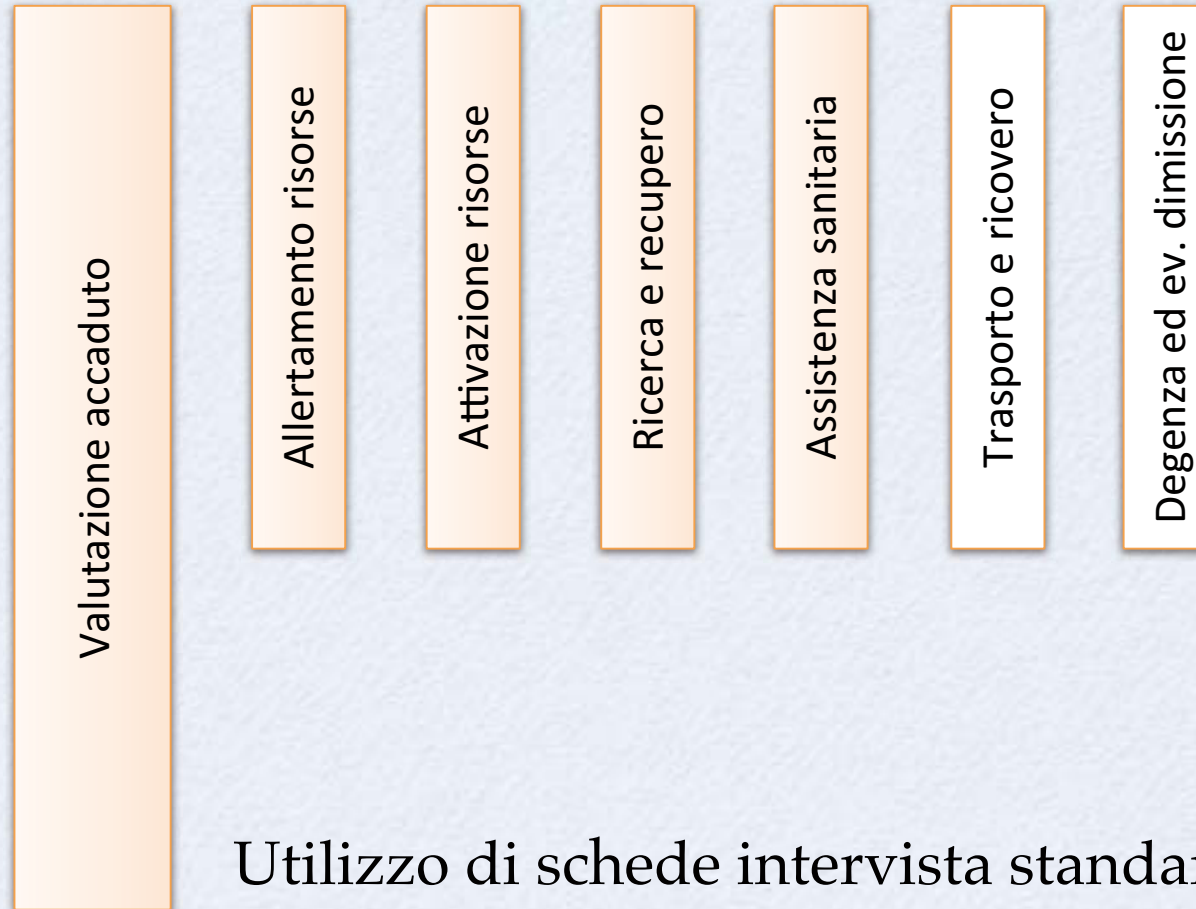 Valutazione accaduto
Allertamento risorse
Attivazione risorse
Ricerca e recupero
Assistenza sanitaria
Trasporto e ricovero
Degenza ed ev. dimissione
Utilizzo di schede intervista